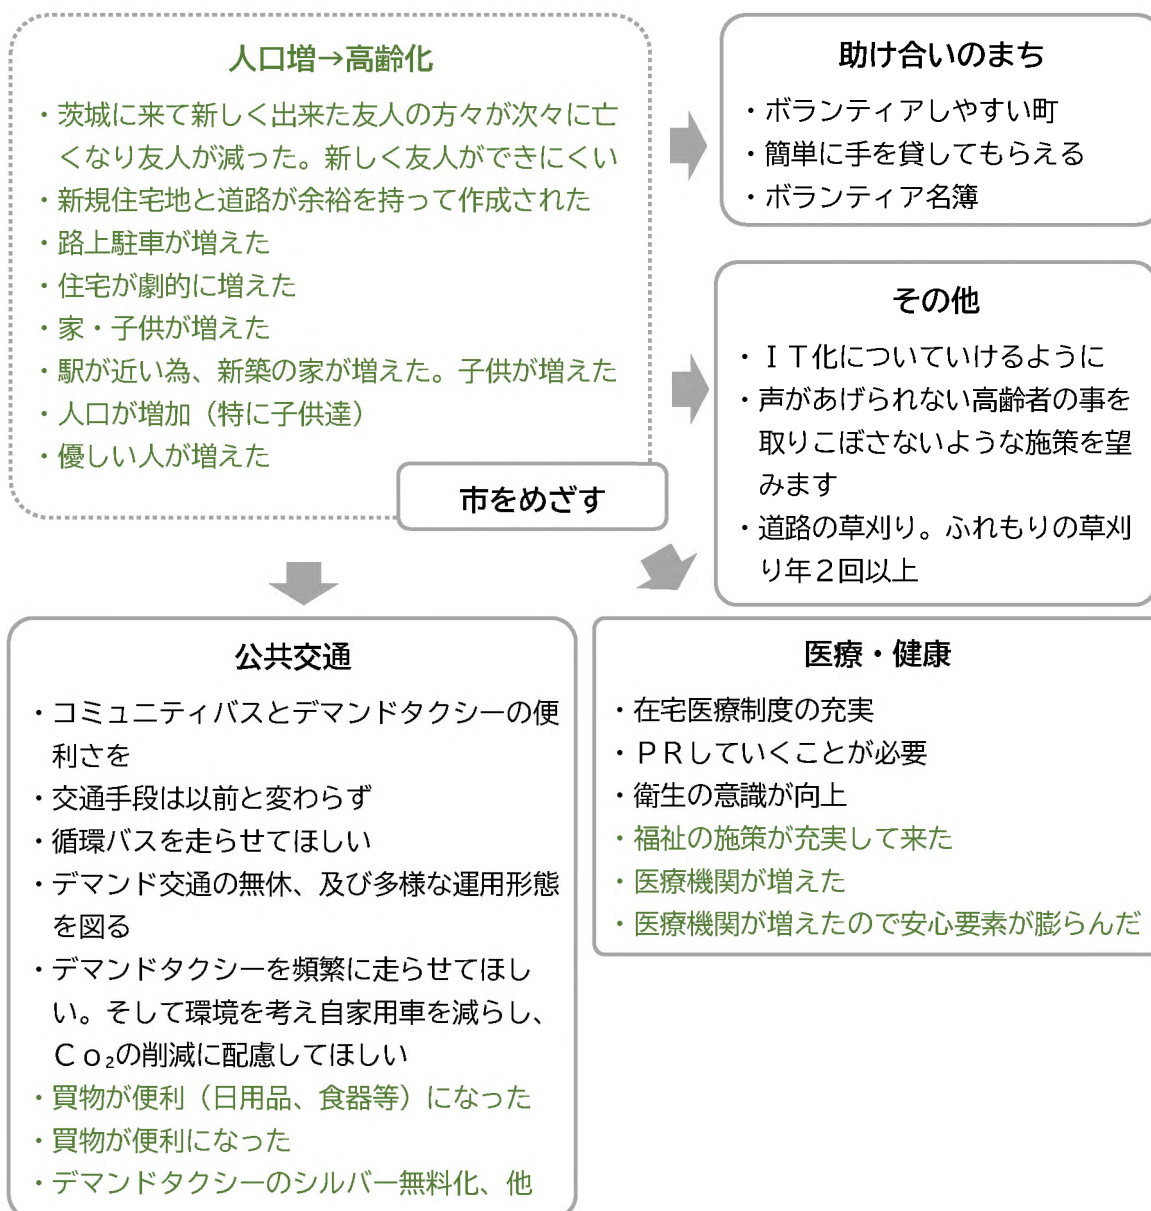 人口増→高齢化
・茨城に来て新しく出来た友人の方々が次々に亡
くなり友人が減った。新しく友人ができにくい
・新規住宅地と道路が余裕を持って作成された
・路上駐車が増えた
・住宅が劇的に増えた
・家・子供が増えた
・駅が近い為、新築の家が増えた。子供が増えた
・人口が増加（特に子供達）
・優しい人が増えた
市をめざす
助け合いのまち
・ボランティアしやすい町
・簡単に手を貸してもらえる
・ボランティア名簿
その他
・ＩＴ化についていけるように
・声があげられない高齢者の事を
取りこぼさないような施策を望
みます
・道路の草刈り。ふれもりの草刈
り年２回以上
公共交通
・コミュニティバスとデマンドタクシーの便
利さを
・交通手段は以前と変わらず
・循環バスを走らせてほしい
・デマンド交通の無休、及び多様な運用形態
を図る
・デマンドタクシーを頻繁に走らせてほし
い。そして環境を考え自家用車を減らし、
Ｃｏ₂の削減に配慮してほしい
・買物が便利（日用品、食器等）になった
・買物が便利になった
・デマンドタクシーのシルバー無料化、他
医療・健康
・在宅医療制度の充実
・ＰＲしていくことが必要
・衛生の意識が向上
・福祉の施策が充実して来た
・医療機関が増えた
・医療機関が増えたので安心要素が膨らんだ